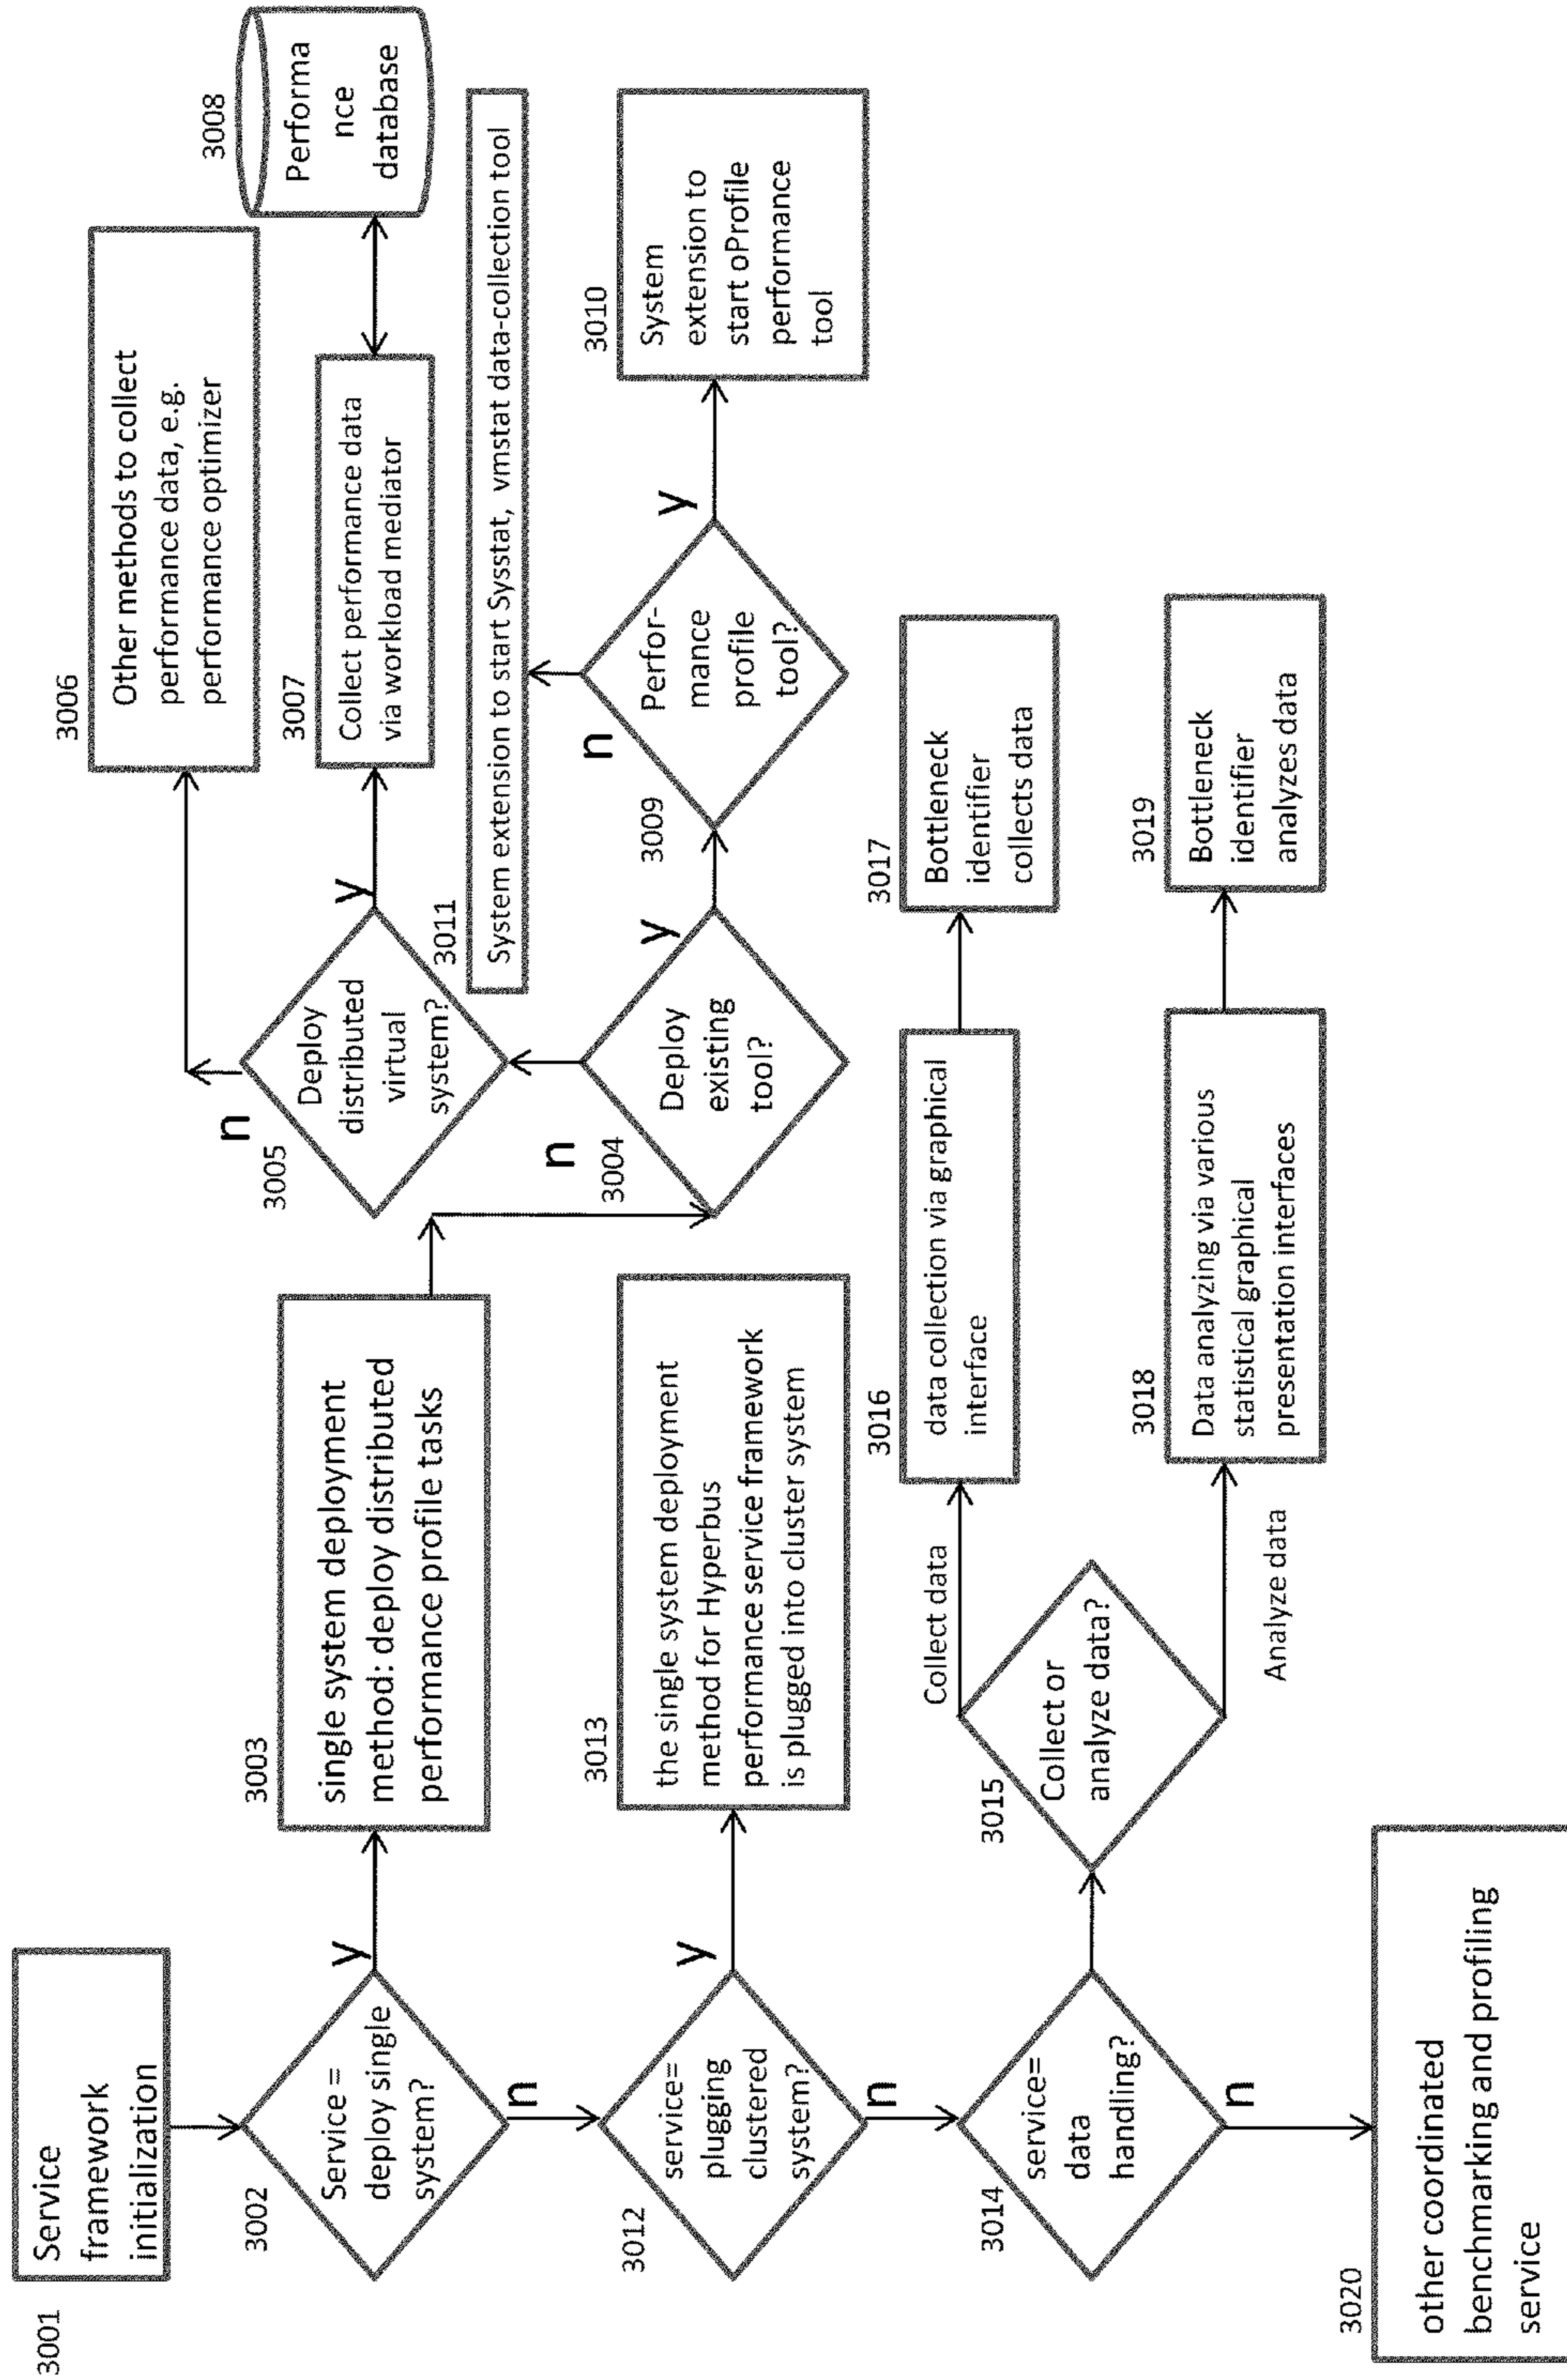 3001
Service
framework
initialization
3002
Service =
deploy single
system?
y
n
3003
single system deployment
method: deploy distributed
performance profile tasks
3004
Deploy
existing
tool?
n
y
3005
Deploy
distributed
virtual
system?
n
y
3006
Other methods to collect
performance data, e.g.
performance optimizer
3007
Collect performance data
via workload mediator
3008
Performa
nce
database
3011
System extension to start Sysstat, vmstat data-collection tool
3009
Perfor-
mance
profile
tool?
n
y
3010
System
extension to
start oProfile
performance
tool
3012
service=
plugging
clustered
system?
y
n
3013
the single system deployment
method for Hyperbus
performance service framework
is plugged into cluster system
3014
service=
data
handling?
n
3015
Collect or
analyze data?
Collect data
Analyze data
3016
data collection via graphical
interface
3017
Bottleneck
identifier
collects data
3018
Data analyzing via various
statistical graphical
presentation interfaces
3019
Bottleneck
identifier
analyzes data
3020
other coordinated
benchmarking and profiling
service